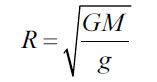 R = √(GM/g)